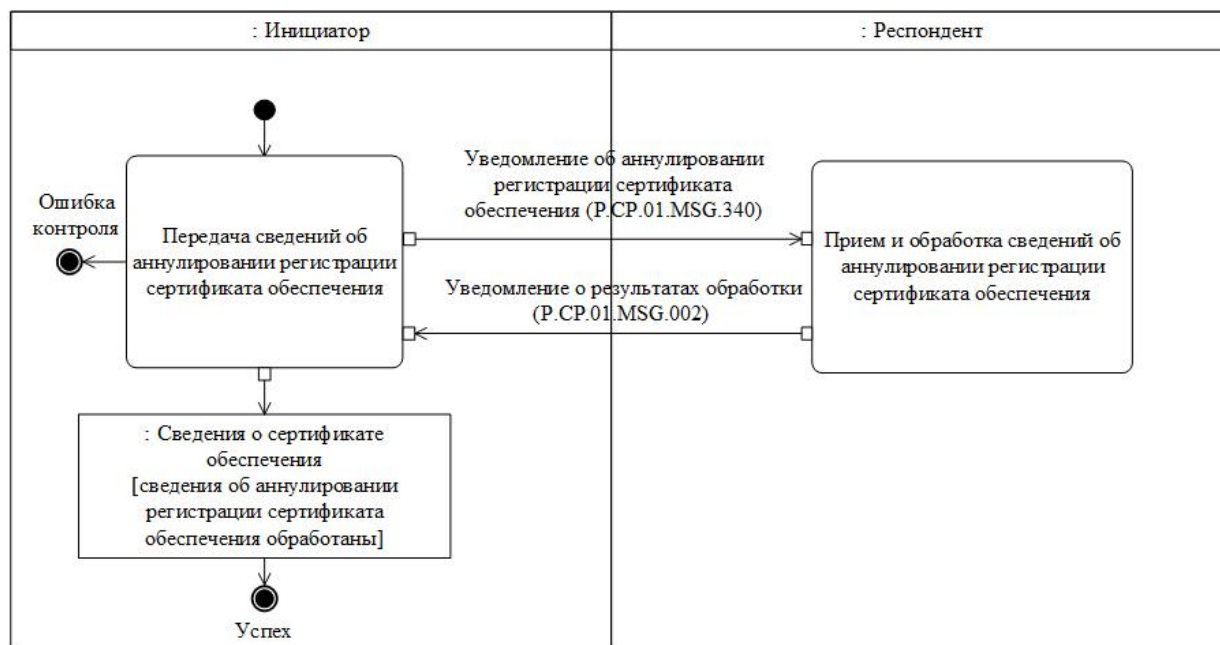 : Инициатор
: Респондент
Уведомление об аннулировании
регистрации сертификата
обеспечения (P.CP.01.MSG.340)
Ошибка
контроля
Передача сведений об
аннулировании регистрации
сертификата обеспечения
Прием и обработка сведений об
аннулировании регистрации
сертификата обеспечения
Уведомление о результатах обработки
(P.CP.01.MSG.002)
: Сведения о сертификате
обеспечения
[сведения об аннулировании
регистрации сертификата
обеспечения обработаны]
Успех